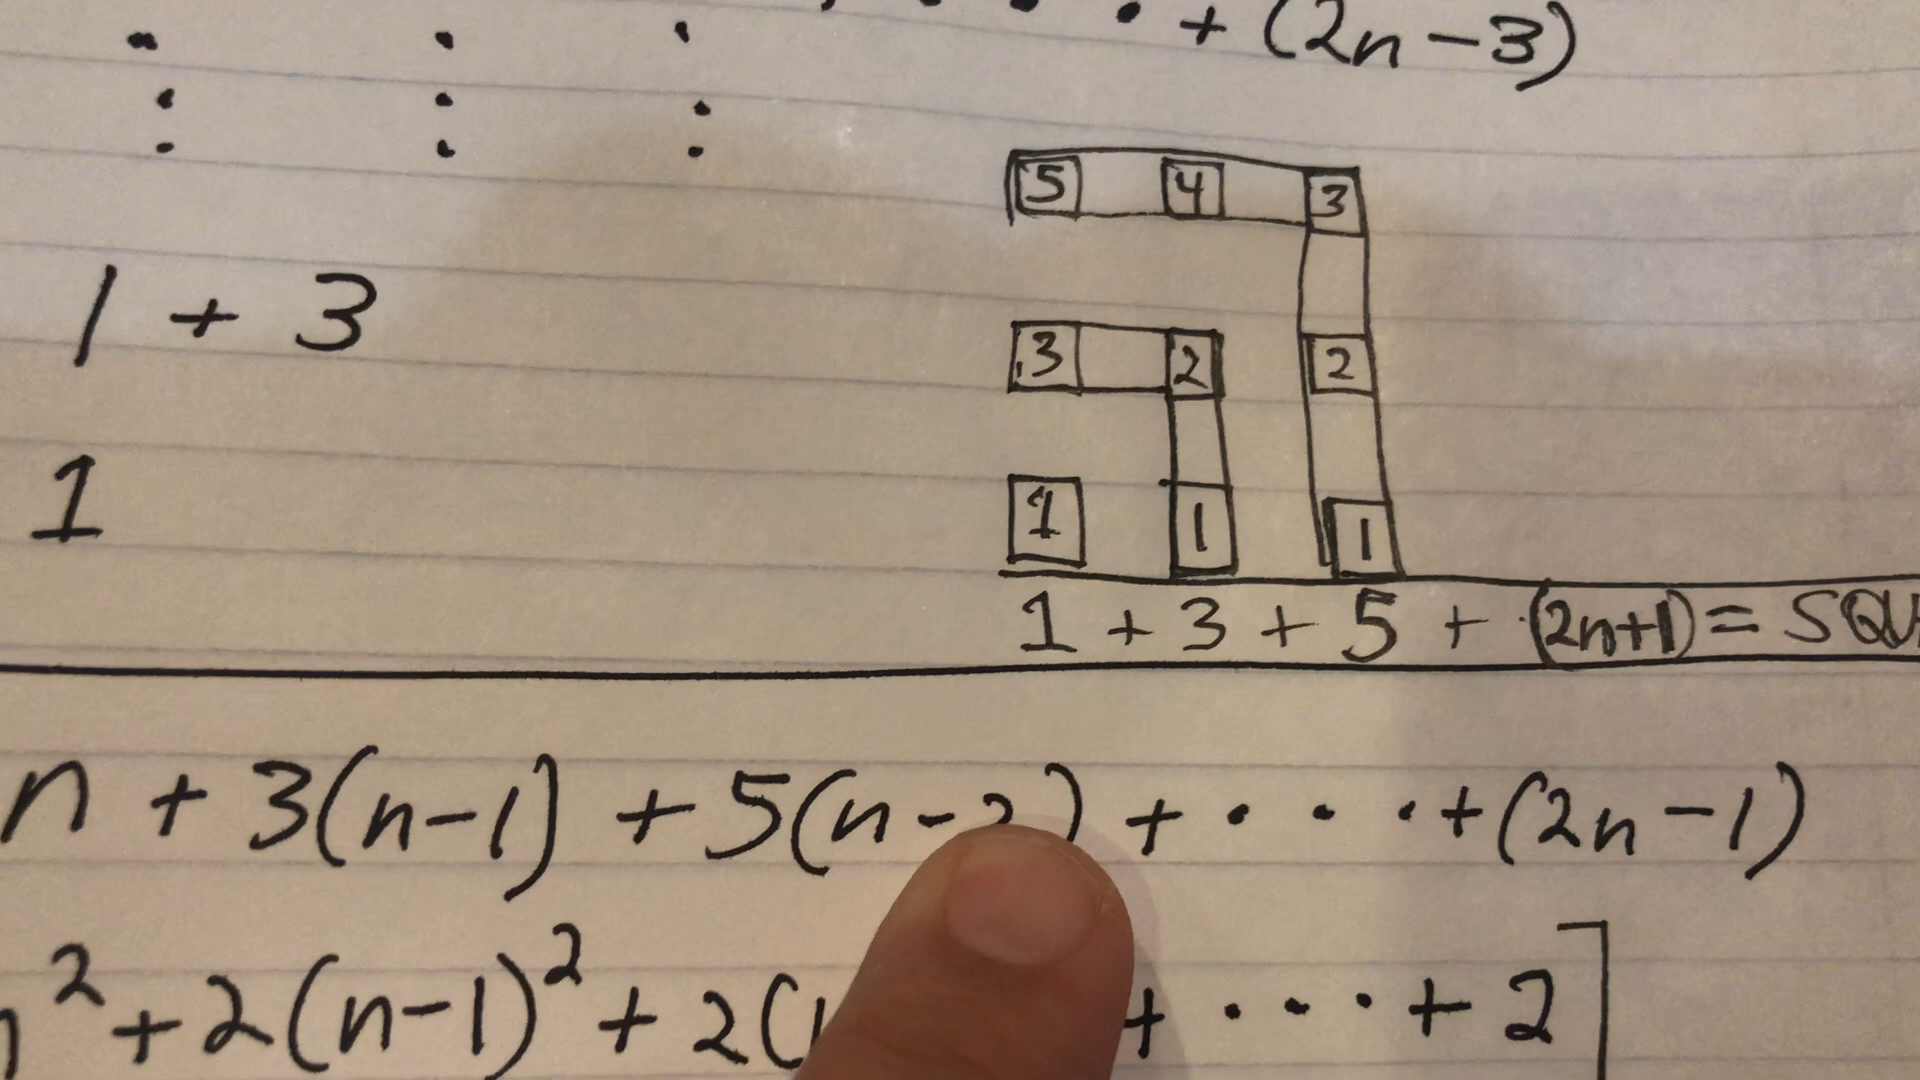 · · · + (2n-3)
5 4 3
1 + 3
3 2 2
1
1 1 1
1 + 3 + 5 + (2n+1) =
n + 3(n-1) + 5(n-2) + · · · + (2n-1)
² + 2(n-1)² + 2( + · · · + 2]